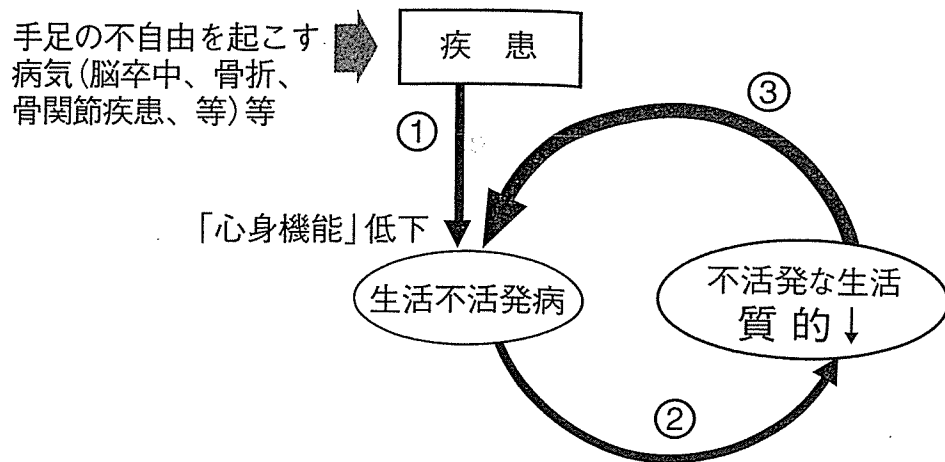 手足の不自由を起こす
病気(脳卒中、骨折、
骨関節疾患、等)等
疾 患
①
③
「心身機能」低下
生活不活発病
不活発な生活
質 的↓
②